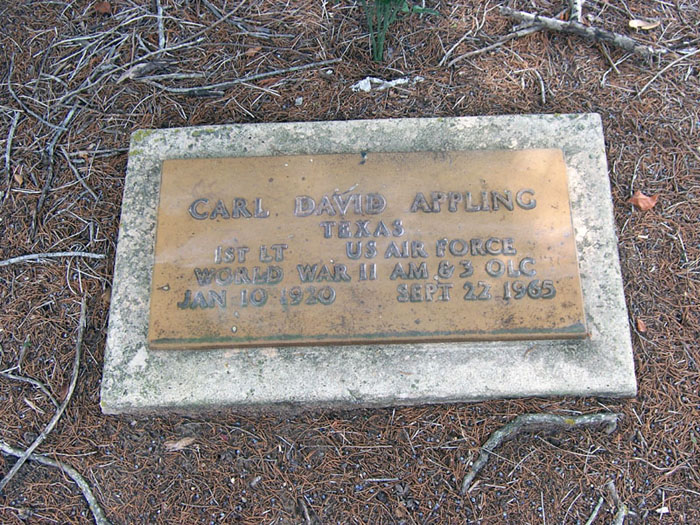 CARL DAVID APPLING
TEXAS
1ST LT US AIR FORCE
WORLD WAR II AM & 3 OLC
JAN 10 1920 SEPT 22 1965